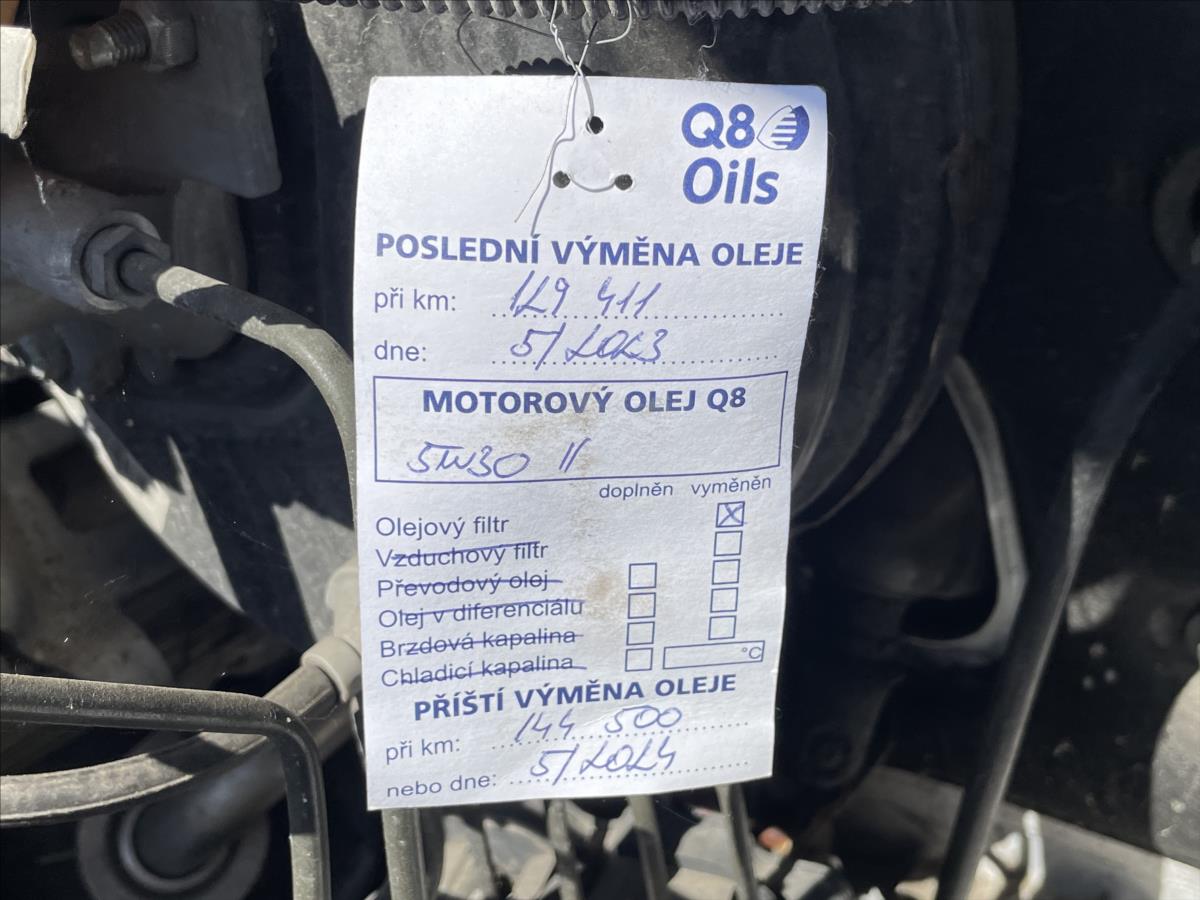 Q8
Oils
POSLEDNÍ VÝMĚNA OLEJE
při km: 129 411
dne: 5/2023
MOTOROVÝ OLEJ Q8
5W30 11
doplněn vyměněn
Olejový filtr X
Vzduchový filtr
Převodový olej
Olej v diferenciálu
Brzdová kapalina
Chladicí kapalina °C
PŘÍŠTÍ VÝMĚNA OLEJE
při km: 144 500
nebo dne: 5/2024